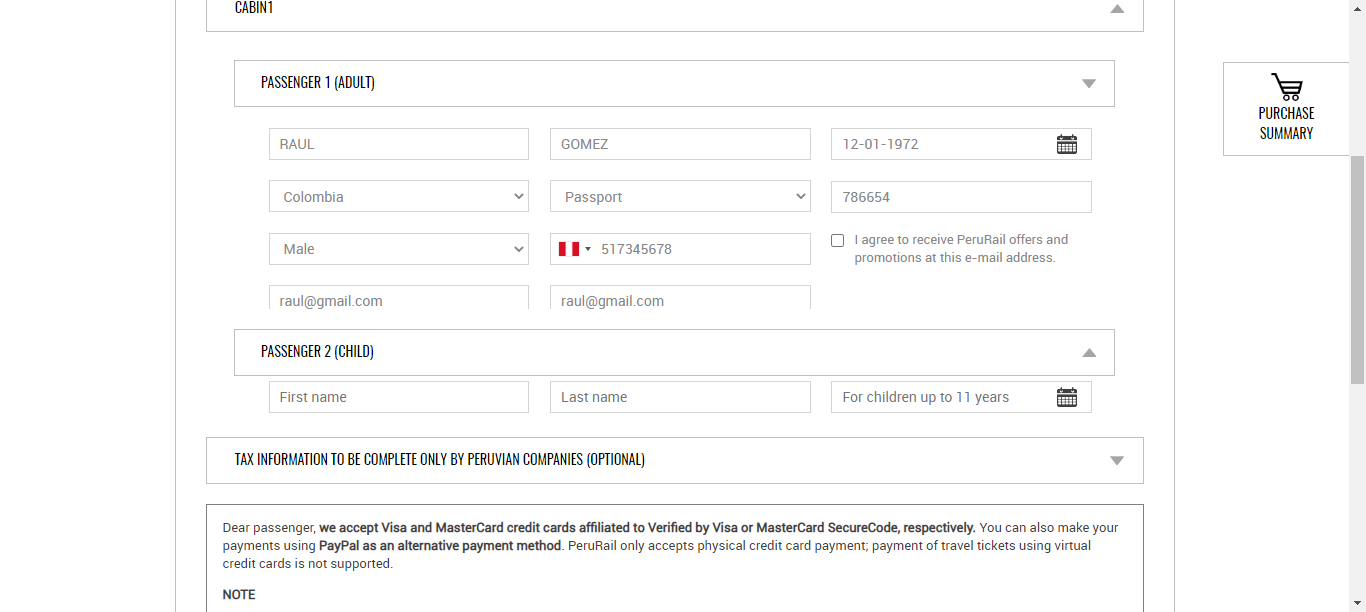 CABIN1
PASSENGER 1 (ADULT)
RAUL
GOMEZ
12-01-1972
Colombia
Passport
786654
Male
517345678
I agree to receive PeruRail offers and
promotions at this e-mail address.
raul@gmail.com
raul@gmail.com
PASSENGER 2 (CHILD)
First name
Last name
For children up to 11 years
TAX INFORMATION TO BE COMPLETE ONLY BY PERUVIAN COMPANIES (OPTIONAL)
Dear passenger, we accept Visa and MasterCard credit cards affiliated to Verified by Visa or MasterCard SecureCode, respectively. You can also make your
payments using PayPal as an alternative payment method. PeruRail only accepts physical credit card payment; payment of travel tickets using virtual
credit cards is not supported.
NOTE
PURCHASE
SUMMARY